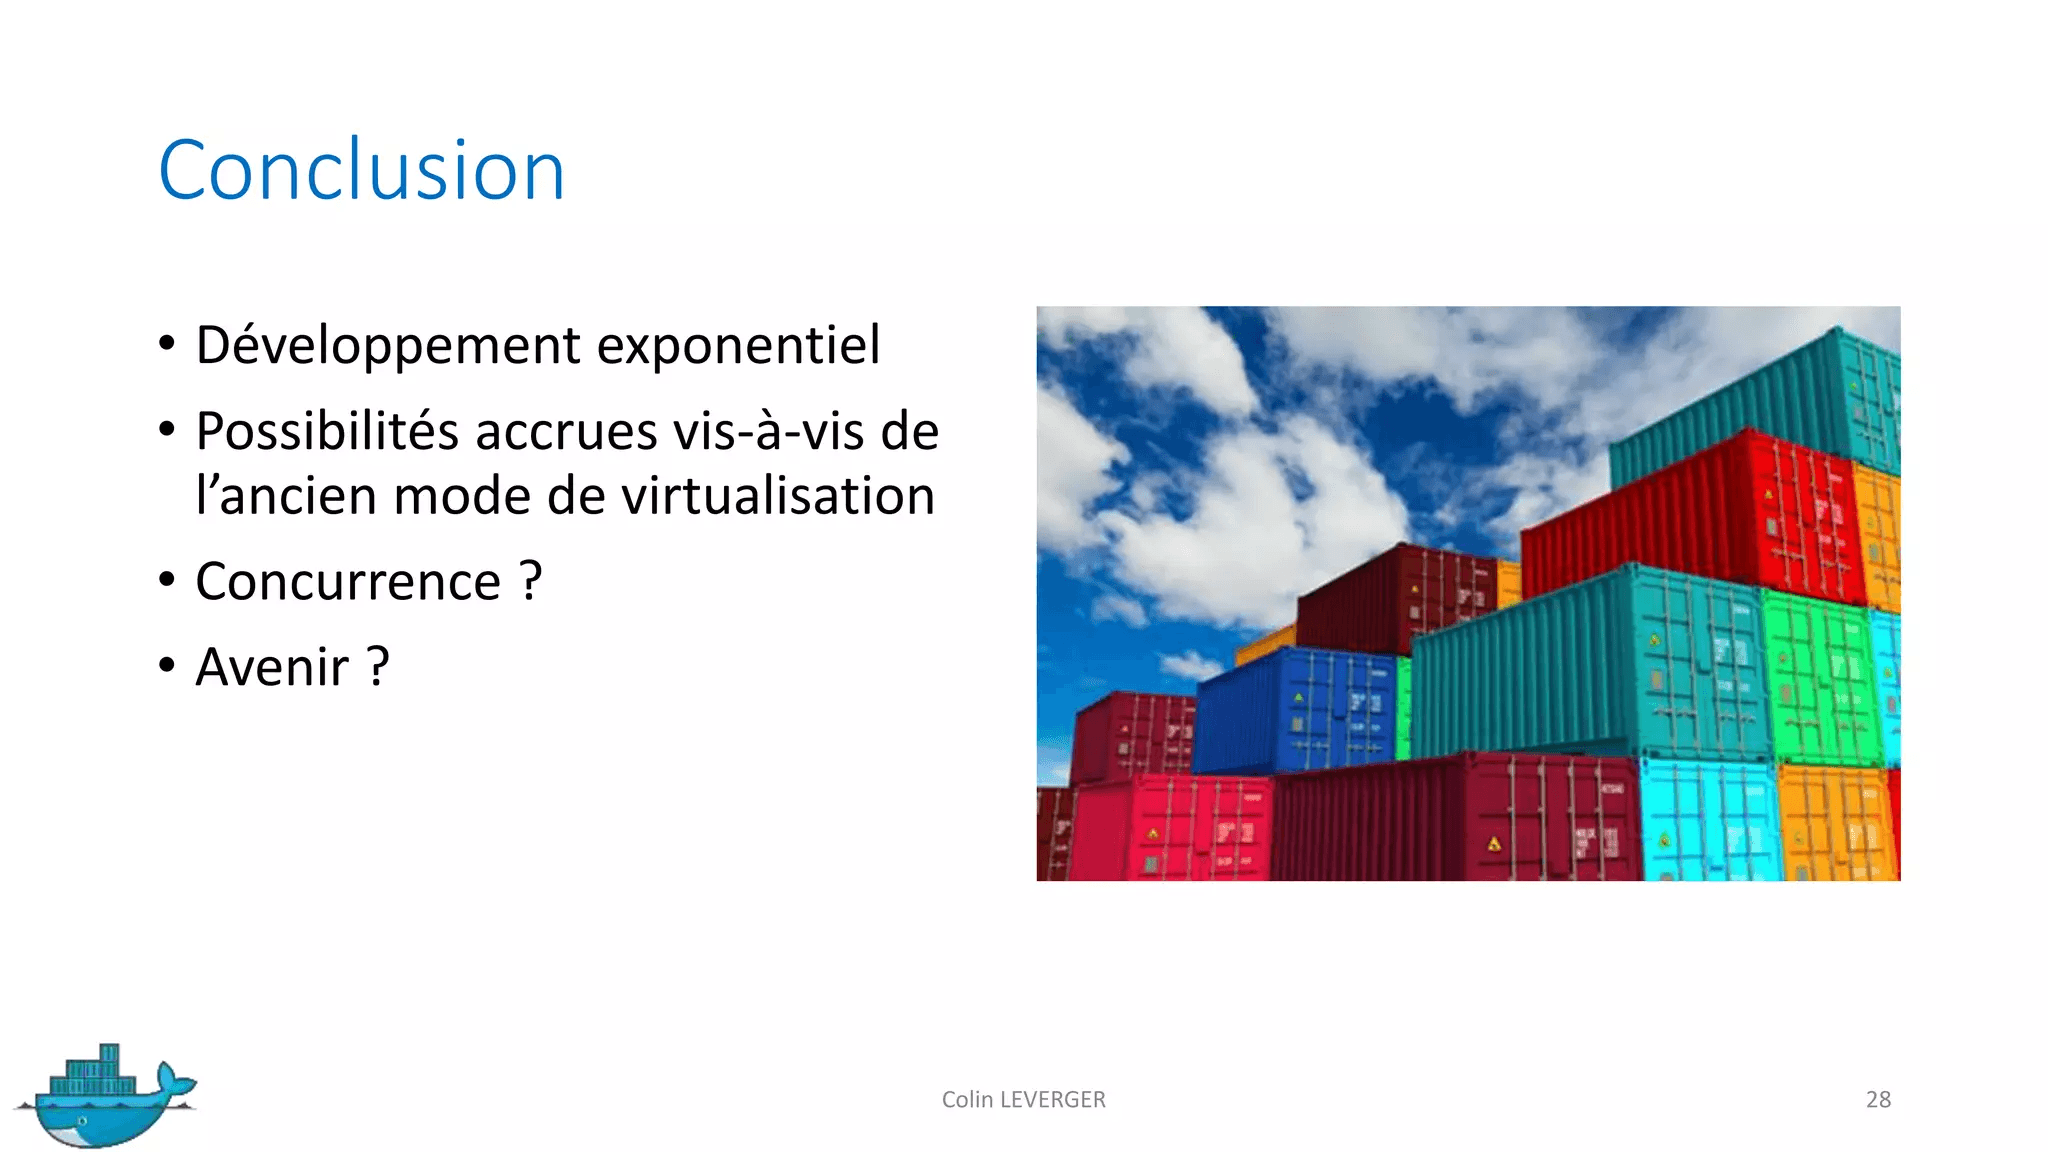 Conclusion
• Développement exponentiel
• Possibilités accrues vis-à-vis de
l’ancien mode de virtualisation
• Concurrence ?
• Avenir ?
Colin LEVERGER
28